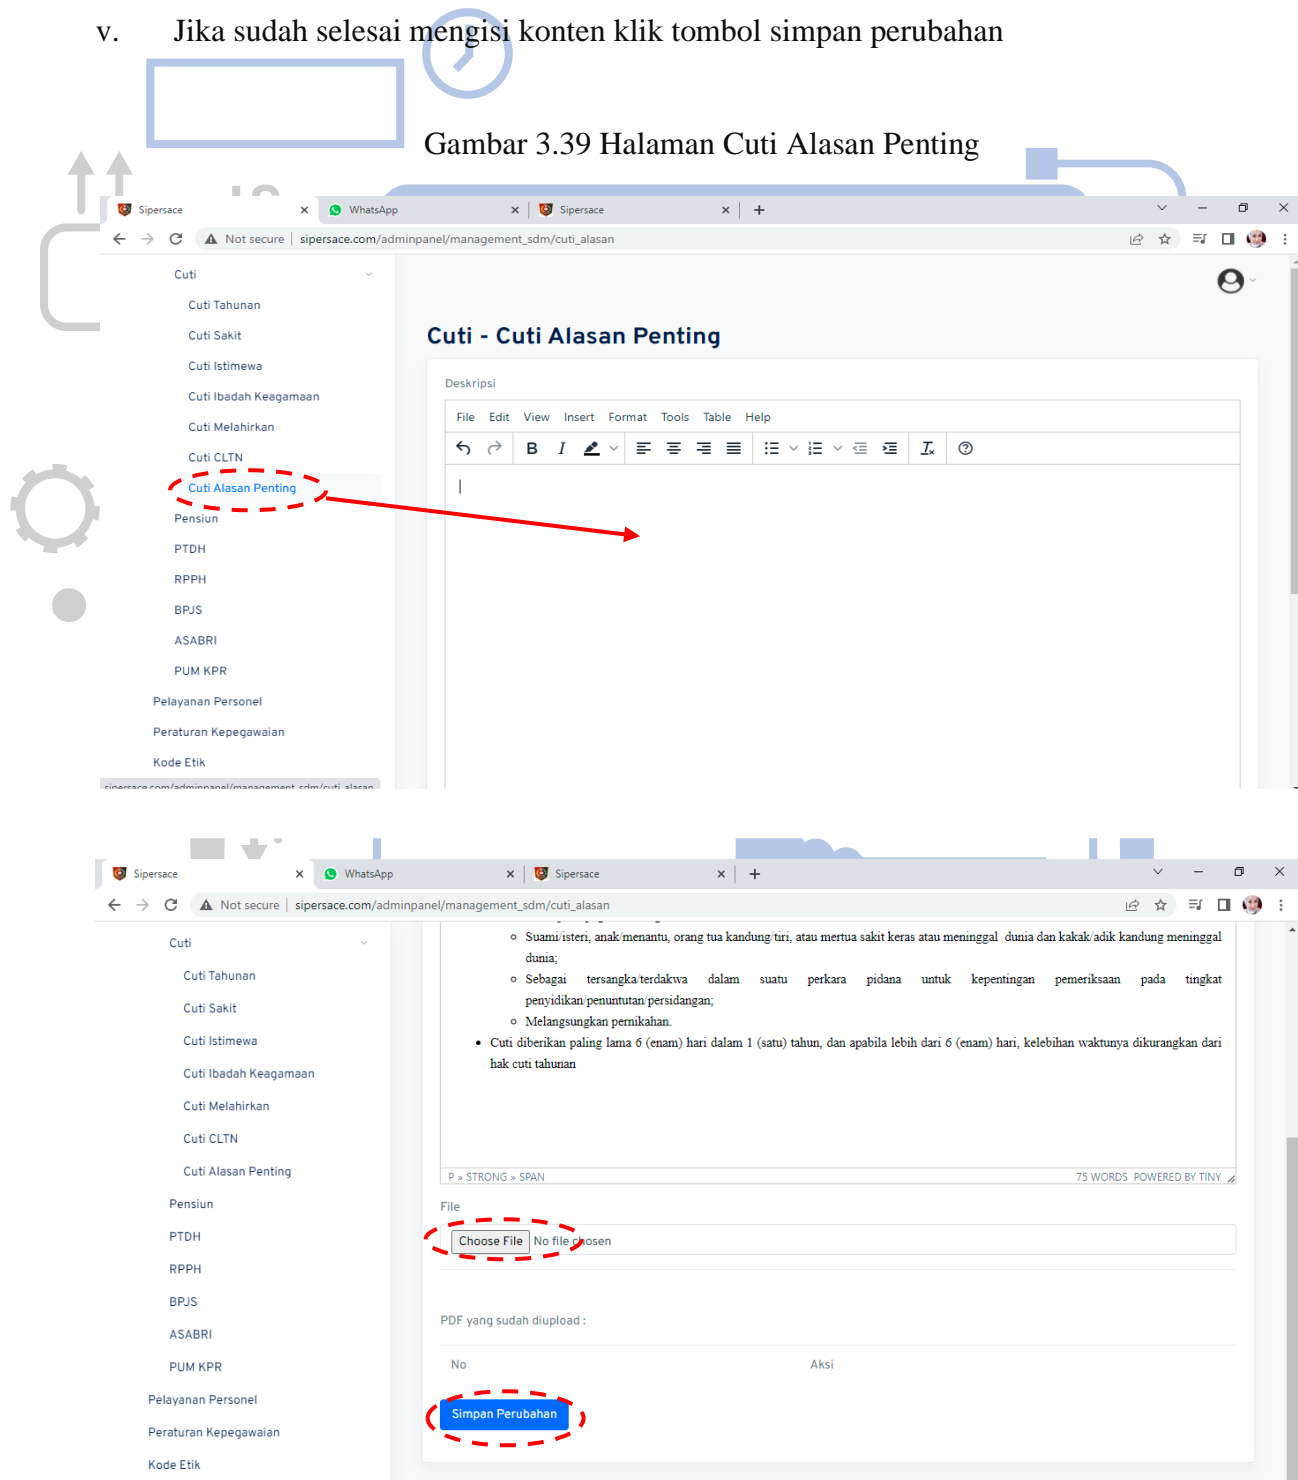 v. Jika sudah selesai mengisi konten klik tombol simpan perubahan
Gambar 3.39 Halaman Cuti Alasan Penting
Sipersace
WhatsApp
Sipersace
Not secure
sipersace.com/adminpanel/management_sdm/cuti_alasan
Cuti
Cuti Tahunan
Cuti Sakit
Cuti Istimewa
Cuti Ibadah Keagamaan
Cuti Melahirkan
Cuti CLTN
Cuti Alasan Penting
Pensiun
PTDH
RPPH
BPJS
ASABRI
PUM KPR
Pelayanan Personel
Peraturan Kepegawaian
Kode Etik
sipersace.com/adminpanel/management_sdm/cuti_alasan
Cuti - Cuti Alasan Penting
Deskripsi
File Edit View Insert Format Tools Table Help
Sipersace
WhatsApp
Sipersace
Not secure
sipersace.com/adminpanel/management_sdm/cuti_alasan
Cuti
Cuti Tahunan
Cuti Sakit
Cuti Istimewa
Cuti Ibadah Keagamaan
Cuti Melahirkan
Cuti CLTN
Cuti Alasan Penting
Pensiun
PTDH
RPPH
BPJS
ASABRI
PUM KPR
Pelayanan Personel
Peraturan Kepegawaian
Kode Etik
Suami/isteri, anak/menantu, orang tua kandung/tiri, atau mertua sakit keras atau meninggal dunia dan kakak/adik kandung meninggal
dunia;
Sebagai tersangka/terdakwa dalam suatu perkara pidana untuk kepentingan pemeriksaan pada tingkat
penyidikan/penuntutan/persidangan;
Melangsungkan pernikahan.
Cuti diberikan paling lama 6 (enam) hari dalam 1 (satu) tahun, dan apabila lebih dari 6 (enam) hari, kelebihan waktunya dikurangkan dari
hak cuti tahunan
P » STRONG » SPAN
75 WORDS POWERED BY TINY
File
Choose File No file chosen
PDF yang sudah diupload :
No Aksi
Simpan Perubahan